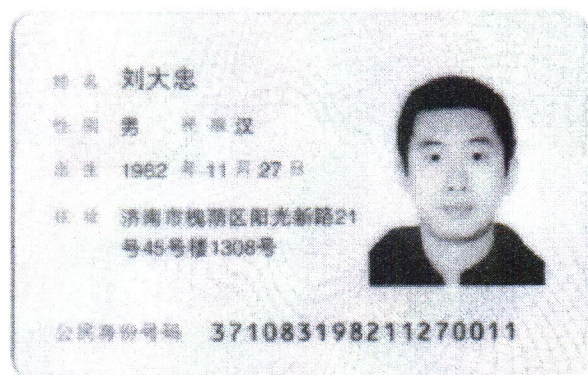 姓名 刘大忠
性别 男 民族 汉
出生 1982 年 11 月 27 日
住址 济南市槐荫区阳光新路21
号45号楼1308号
公民身份号码 371083198211270011